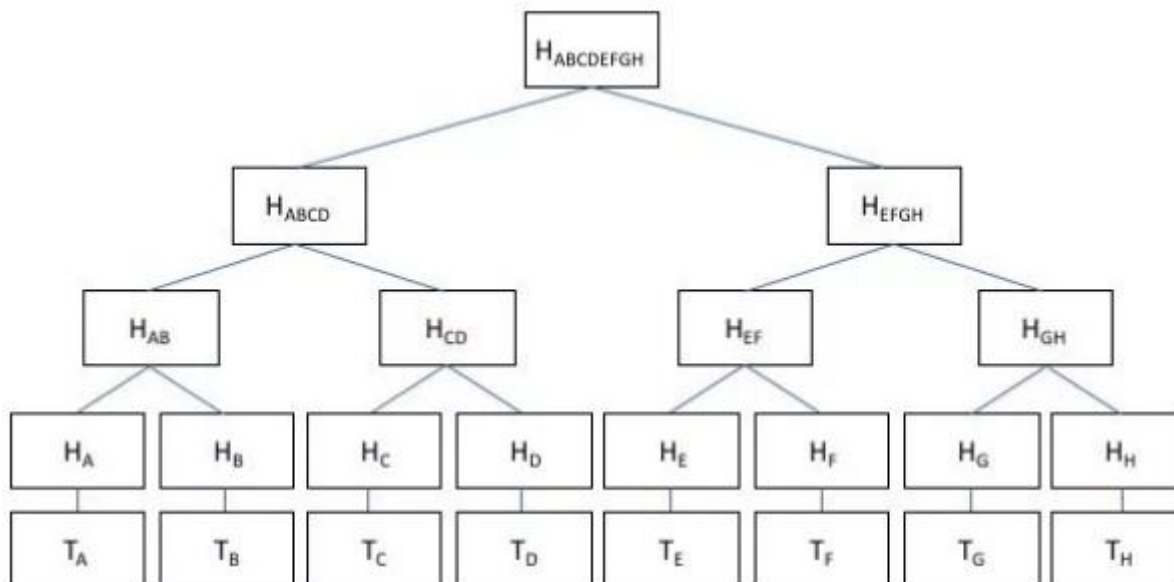 HABCDEFGH
HABCD HEFGH
HAB HCD HEF HGH
HA HB HC HD HE HF HG HH
TA TB TC TD TE TF TG TH